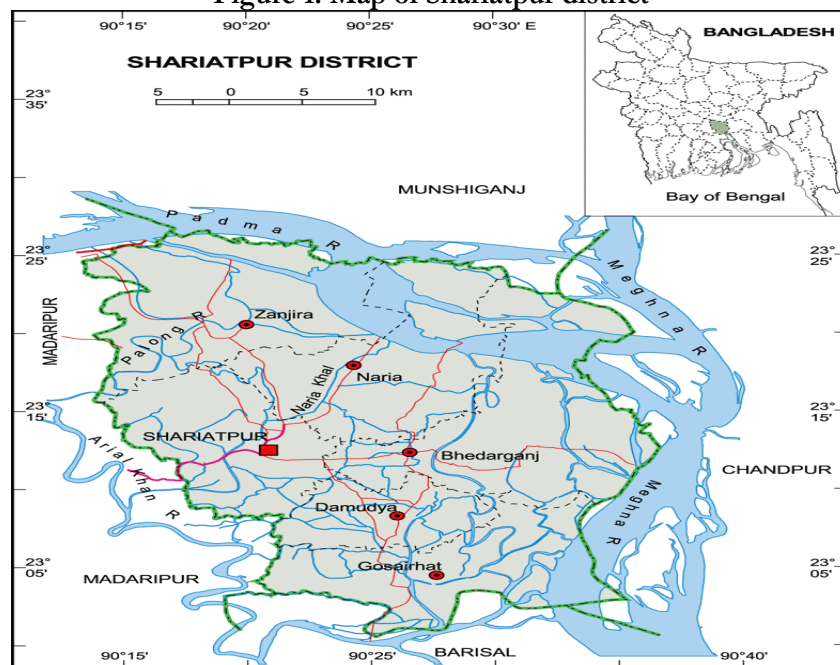 Figure 1. Map of Shariatpur district
90°15'
90°20'
90°25'
90°30' E
BANGLADESH
SHARIATPUR DISTRICT
5 0 5 10 km
23°
35'
Bay of Bengal
MUNSHIGANJ
Padma R
23°
25'
23°
25'
Meghna R
MADARIPUR
Zanjira
Palong R
Naria
Naria Khal
23°
15'
23°
15'
SHARIATPUR
Arial Khan R
Bhedarganj
CHANDPUR
Meghna R
Damudya
23°
05'
23°
05'
Gosairhat
MADARIPUR
BARISAL
90°15'
90°25'
90°40'